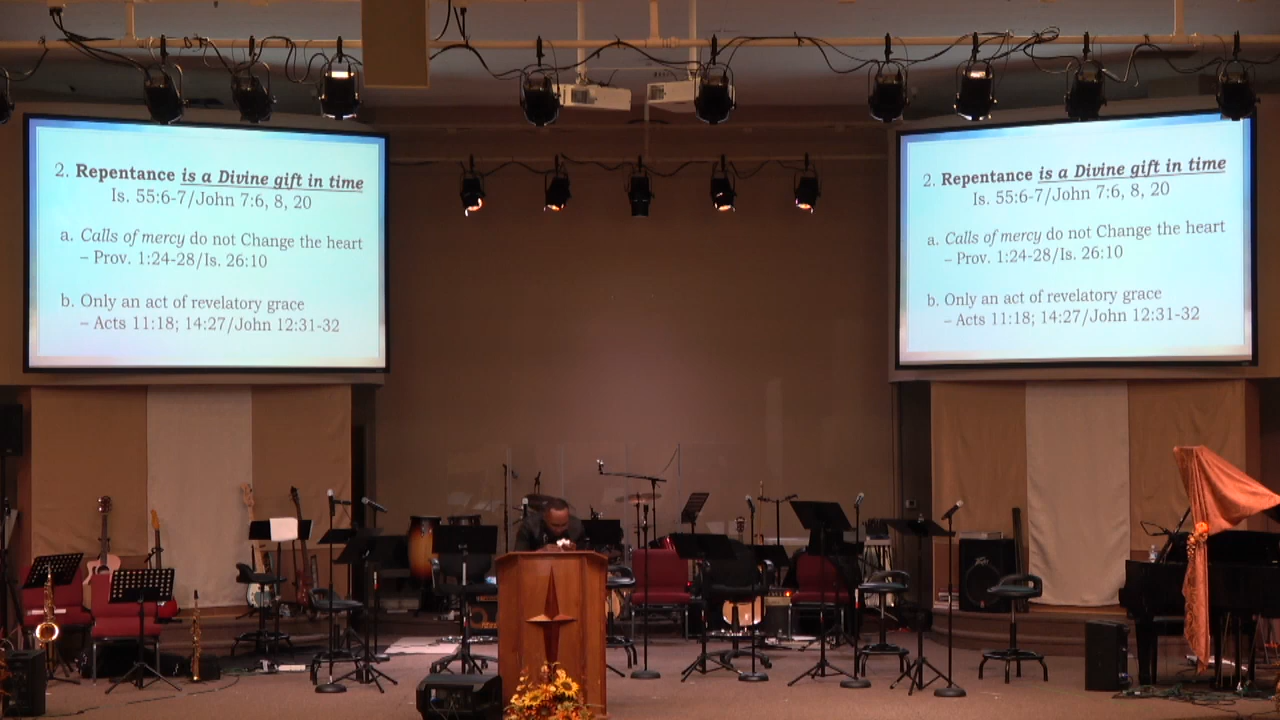 2. Repentance is a Divine gift in time
Is. 55:6-7/John 7:6, 8, 20
a. Calls of mercy do not Change the heart
– Prov. 1:24-28/Is. 26:10
b. Only an act of revelatory grace
– Acts 11:18; 14:27/John 12:31-32
2. Repentance is a Divine gift in time
Is. 55:6-7/John 7:6, 8, 20
a. Calls of mercy do not Change the heart
– Prov. 1:24-28/Is. 26:10
b. Only an act of revelatory grace
– Acts 11:18; 14:27/John 12:31-32